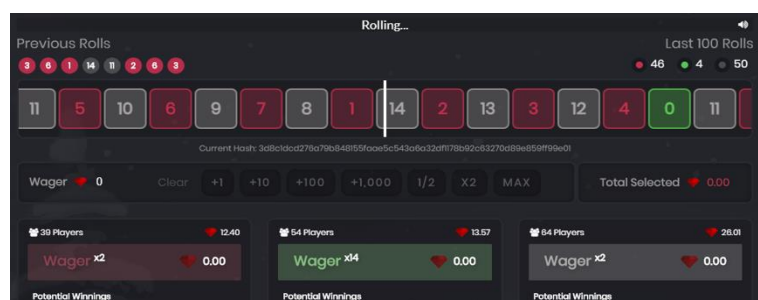 Rolling...
Previous Rolls
Last 100 Rolls
3 6 1 14 11 2 6 3
46 4 50
11 5 10 6 9 7 8 1 14 2 13 3 12 4 0 11
Wager 0 Clear +1 +10 +100 +1,000 1/2 X2 MAX Total Selected 0.00
39 Players 12.40
54 Players 13.57
64 Players 26.01
Wager x2 0.00
Wager x14 0.00
Wager x2 0.00
Potential Winnings
Potential Winnings
Potential Winnings